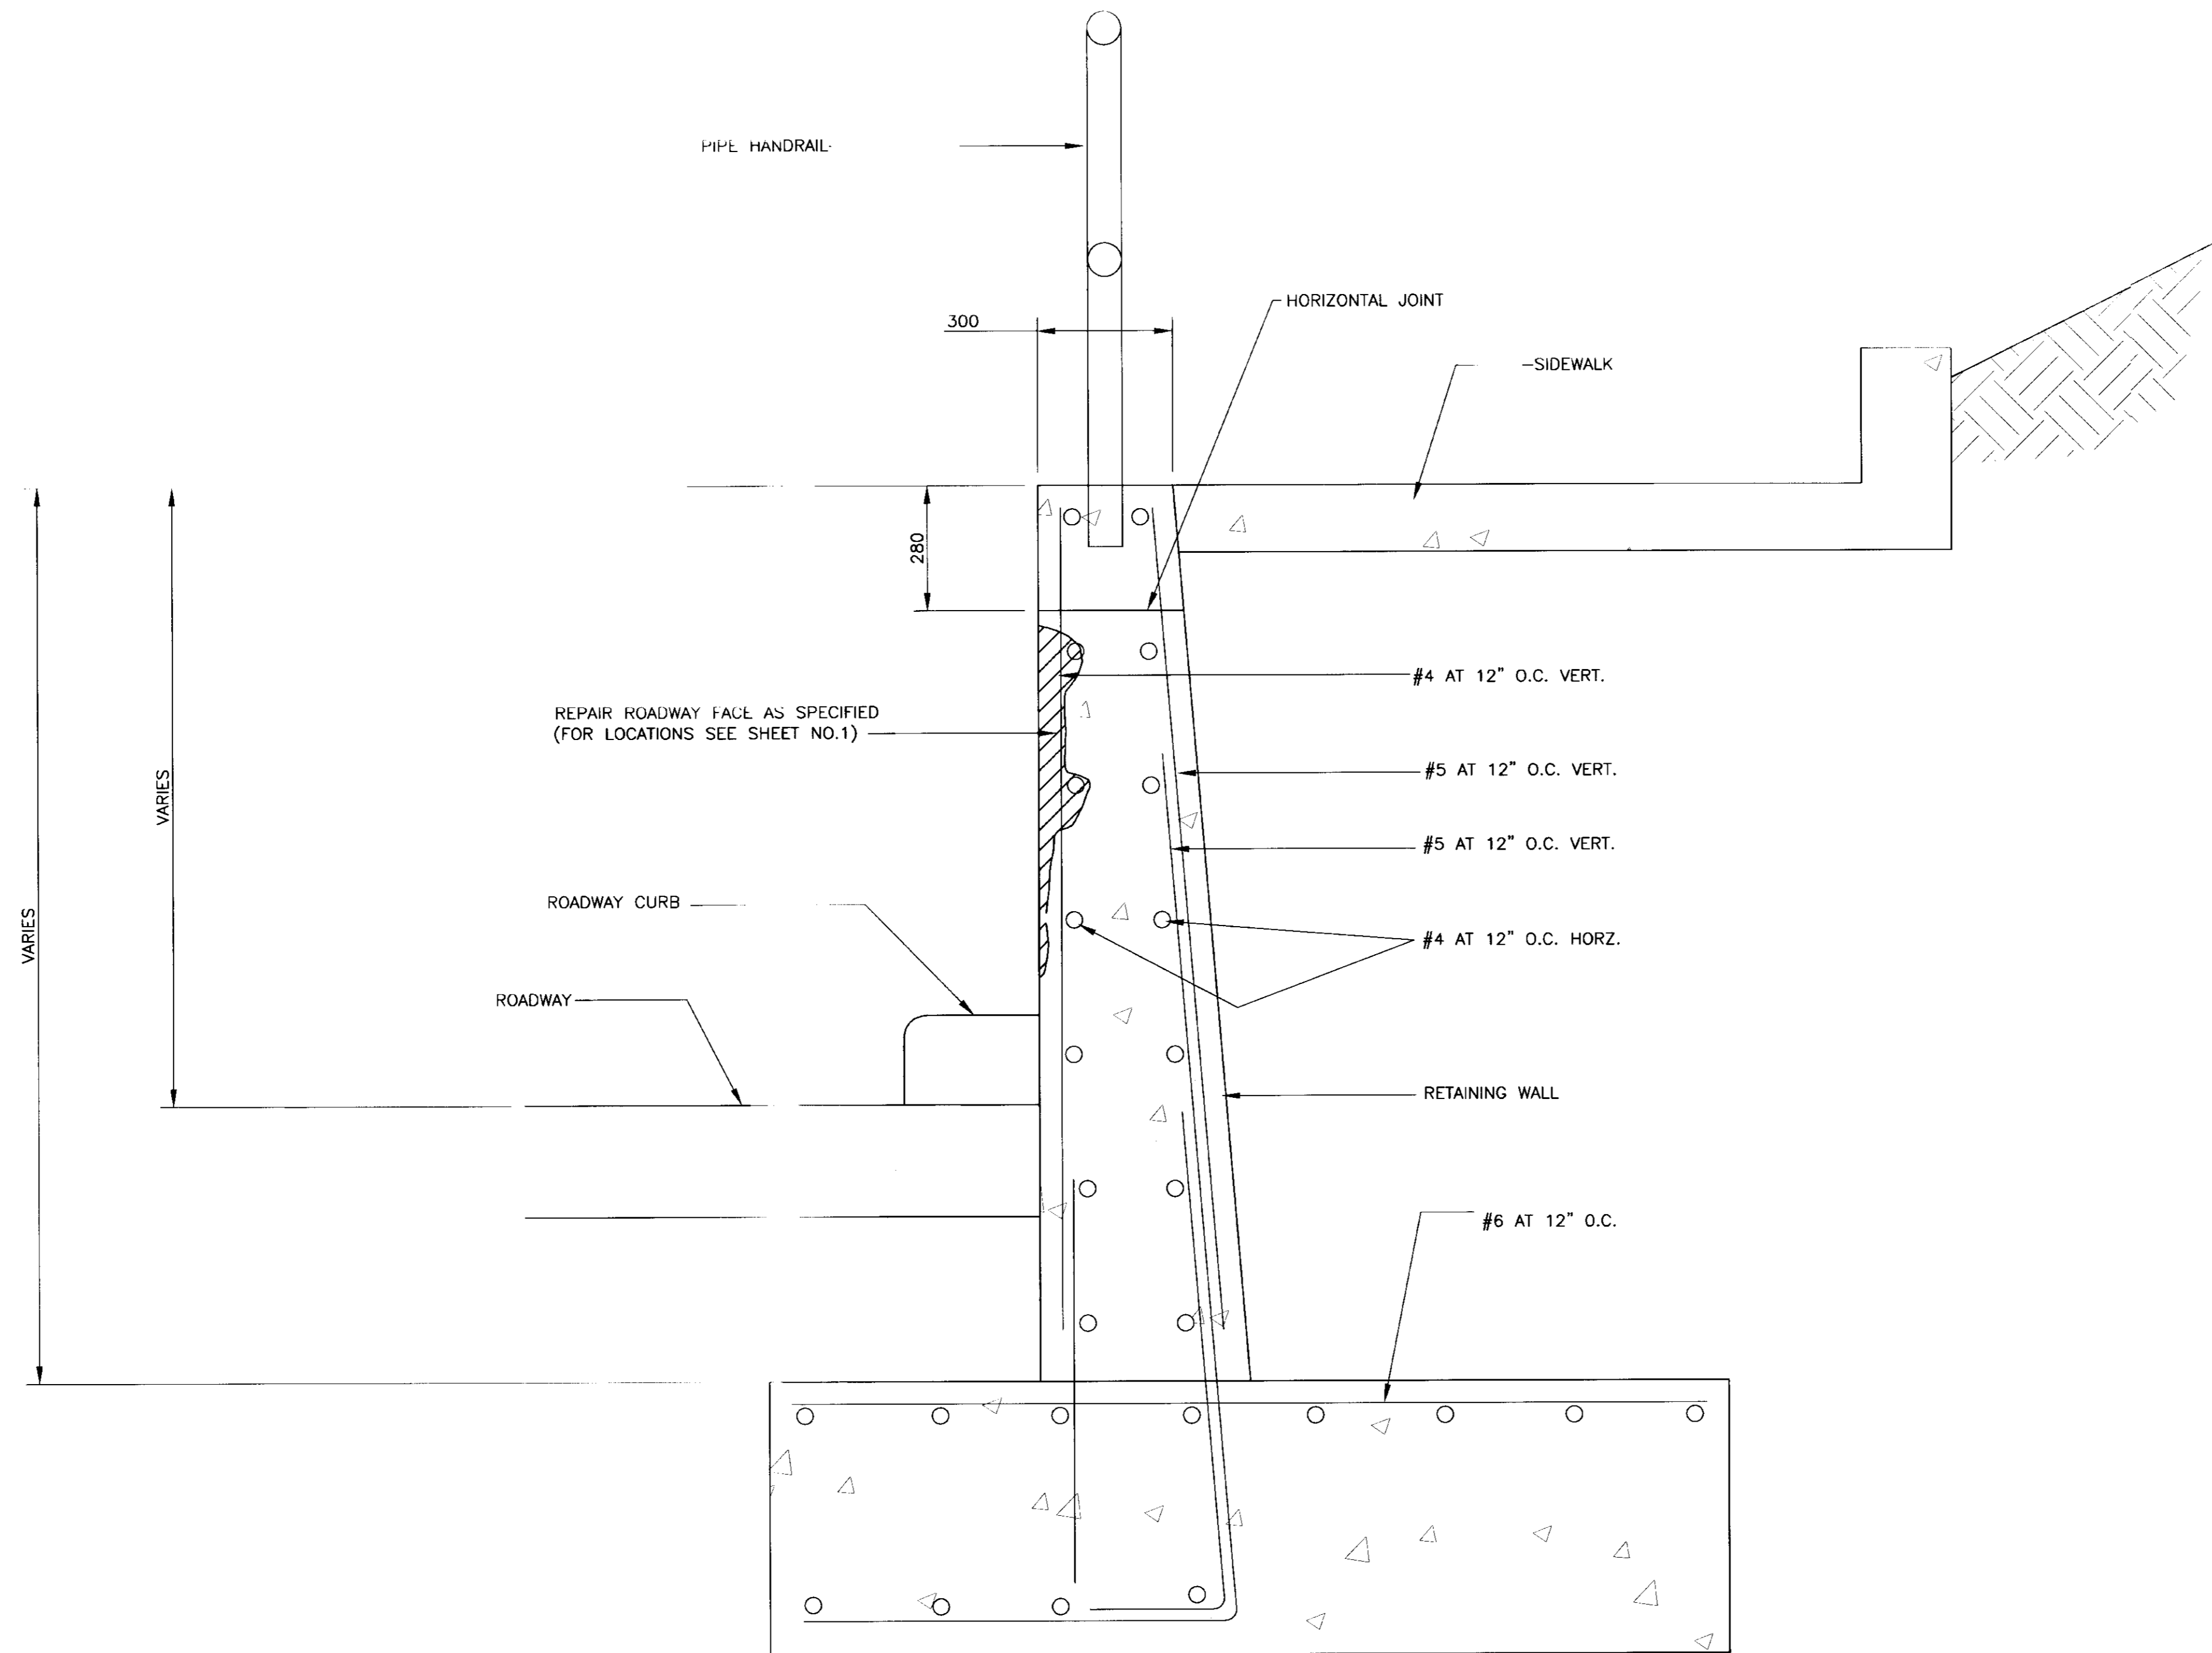 PIPE HANDRAIL
HORIZONTAL JOINT
300
SIDEWALK
280
#4 AT 12" O.C. VERT.
REPAIR ROADWAY FACE AS SPECIFIED
(FOR LOCATIONS SEE SHEET NO.1)
#5 AT 12" O.C. VERT.
VARIES
#5 AT 12" O.C. VERT.
ROADWAY CURB
VARIES
#4 AT 12" O.C. HORZ.
ROADWAY
RETAINING WALL
#6 AT 12" O.C.